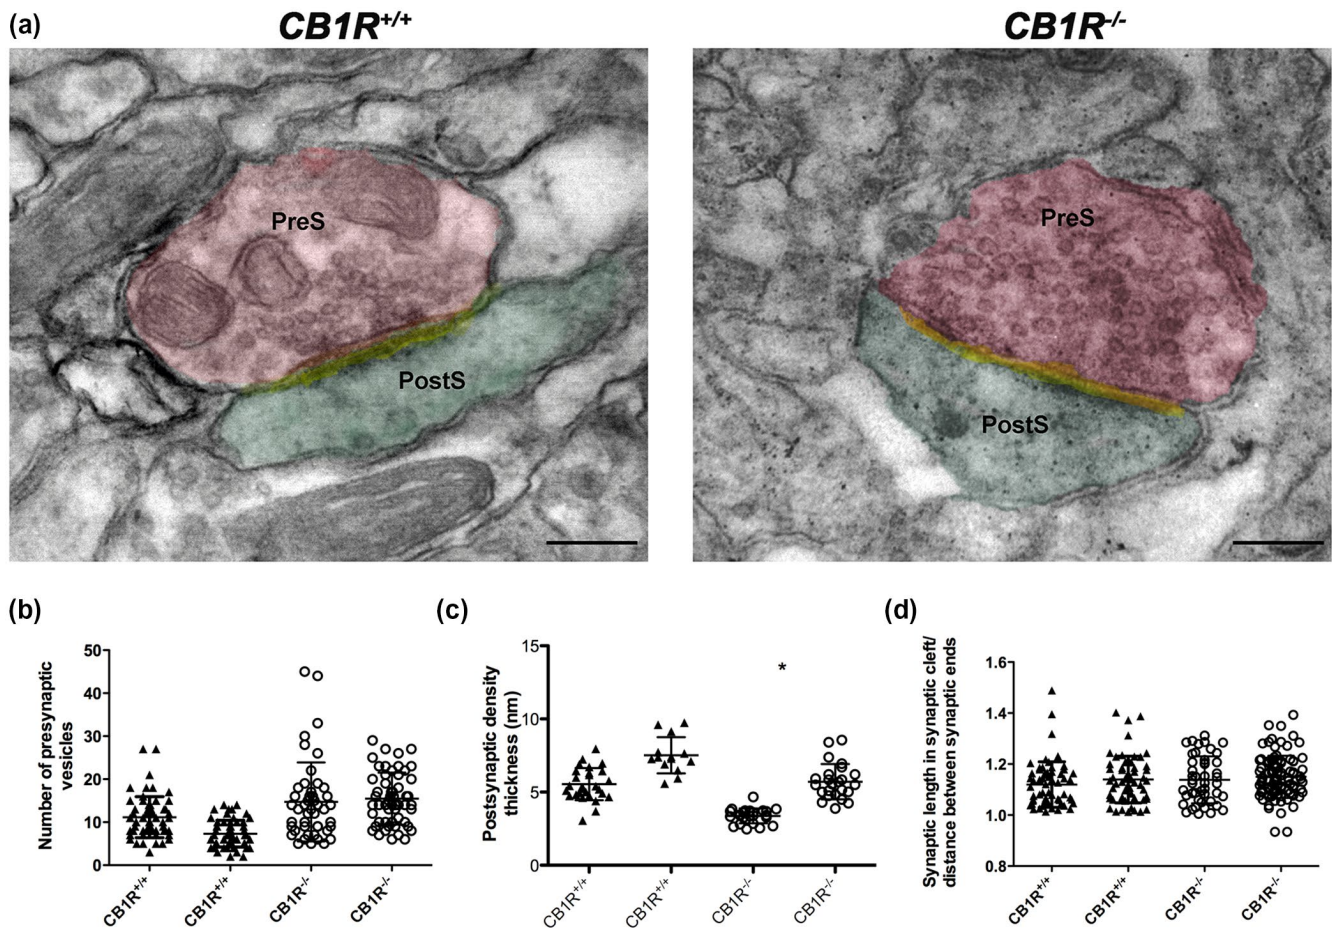 (a)
CB1R+/+
CB1R-/-
PreS
PostS
PreS
PostS
(b)
Number of presynaptic
vesicles
50
40
30
20
10
0
CB1R+/+
CB1R+/+
CB1R-/-
CB1R-/-
(c)
Postsynaptic density
thickness (nm)
15
10
5
0
*
CB1R+/+
CB1R+/+
CB1R-/-
CB1R-/-
(d)
Synaptic length in synaptic cleft/
distance between synaptic ends
1.6
1.4
1.2
1.0
0.8
CB1R+/+
CB1R+/+
CB1R-/-
CB1R-/-